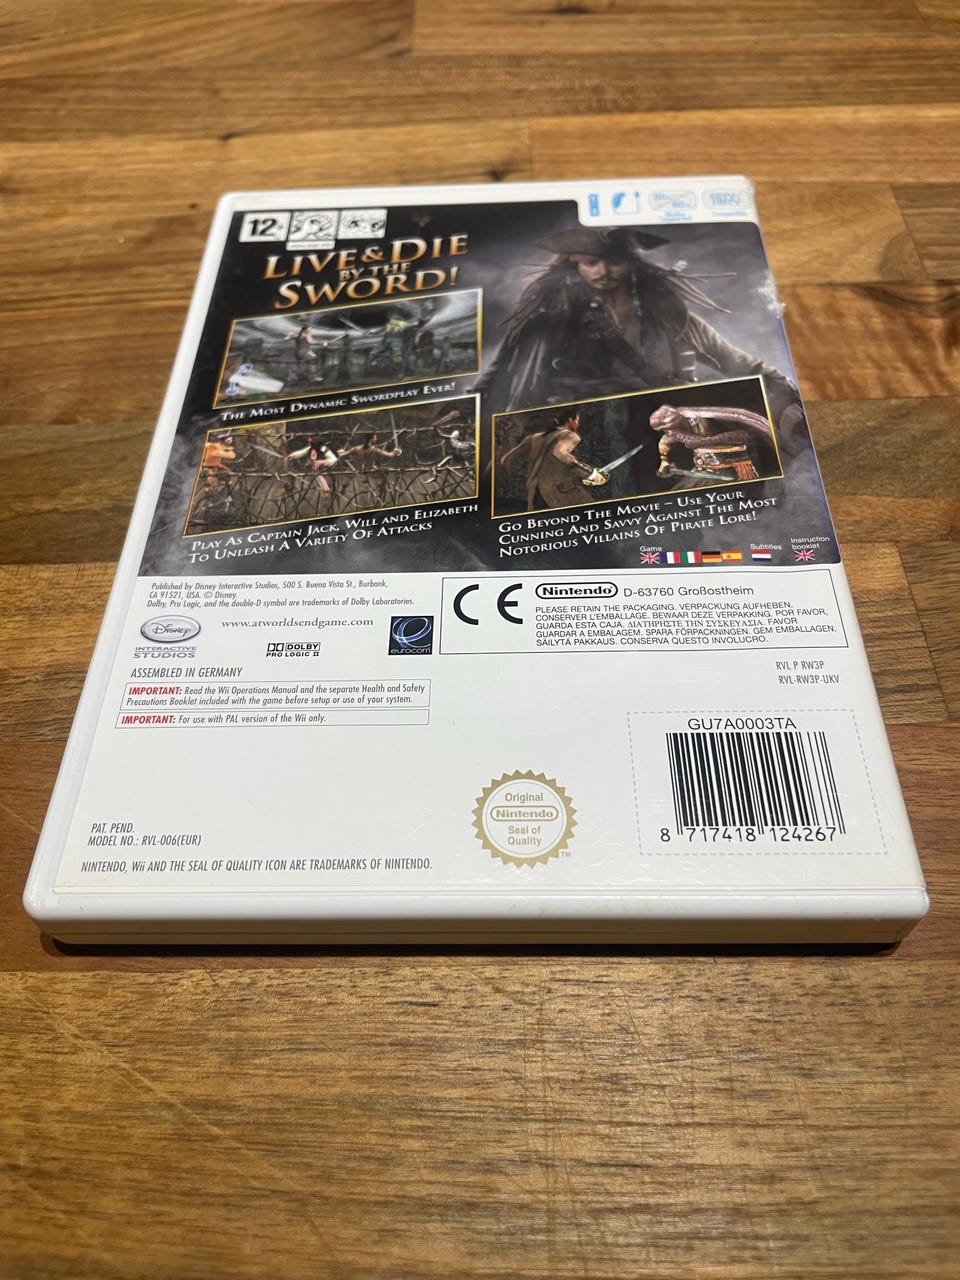 12+
LIVE & DIE
BY THE
SWORD!
THE MOST DYNAMIC SWORDPLAY EVER!
PLAY AS CAPTAIN JACK, WILL AND ELIZABETH
TO UNLEASH A VARIETY OF ATTACKS
GO BEYOND THE MOVIE – USE YOUR
CUNNING AND SAVVY AGAINST THE MOST
NOTORIOUS VILLAINS OF PIRATE LORE!
Game
Subtitles
Instruction
booklet
Published by Disney Interactive Studios, 500 S. Buena Vista St., Burbank,
CA 91521, USA. © Disney.
Dolby, Pro Logic, and the double-D symbol are trademarks of Dolby Laboratories.
Disney
INTERACTIVE
STUDIOS
www.atworldsendgame.com
DOLBY
PRO LOGIC II
eurocom
CE
Nintendo D-63760 Großostheim
PLEASE RETAIN THE PACKAGING. VERPACKUNG AUFHEBEN.
CONSERVER L'EMBALLAGE. BEWAAR DEZE VERPAKKING. POR FAVOR,
GUARDA ESTA CAJA. ΔΙΑΤΗΡΗΣΤΕ ΤΗΝ ΣΥΣΚΕΥΑΣΙΑ. FAVOR
GUARDAR A EMBALAGEM. SPARA FÖRPACKNINGEN. GEM EMBALLAGEN.
SÄILYTÄ PAKKAUS. CONSERVA QUESTO INVOLUCRO.
ASSEMBLED IN GERMANY
IMPORTANT: Read the Wii Operations Manual and the separate Health and Safety
Precautions Booklet included with the game before setup or use of your system.
IMPORTANT: For use with PAL version of the Wii only.
RVL P RW3P
RVL-RW3P-UKV
GU7A0003TA
8 717418 124267
Original
Nintendo
Seal of
Quality
TM
PAT. PEND.
MODEL NO.: RVL-006(EUR)
NINTENDO, Wii AND THE SEAL OF QUALITY ICON ARE TRADEMARKS OF NINTENDO.